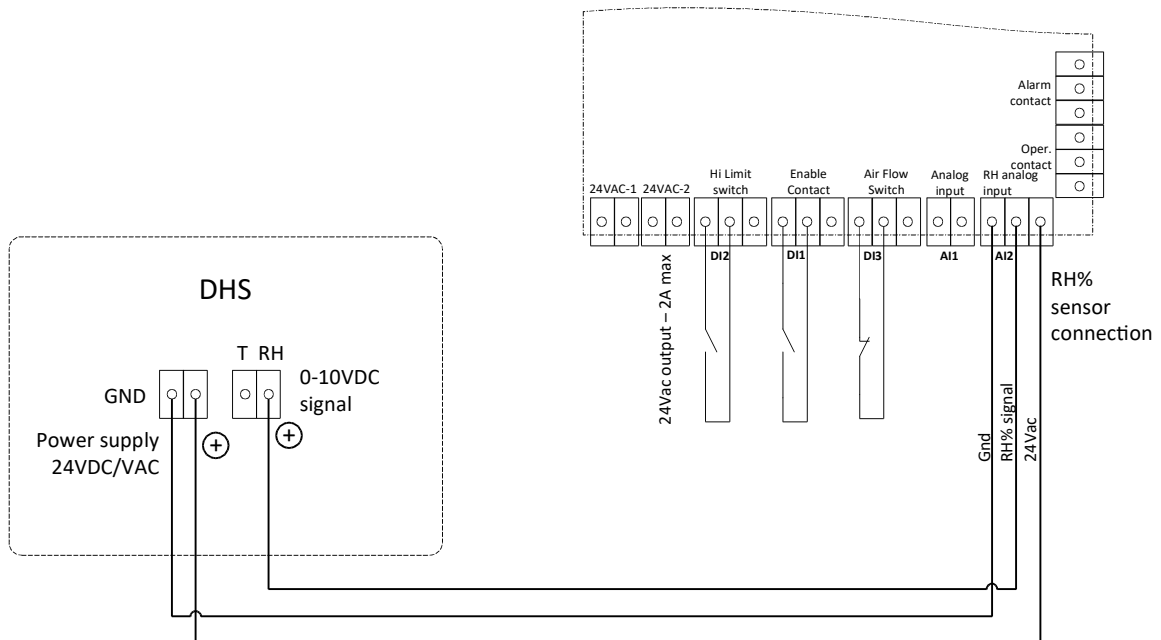 Alarm
contact
Oper.
contact
24VAC-1
24VAC-2
Hi Limit
switch
Enable
Contact
Air Flow
Switch
Analog
input
RH analog
input
DI2
DI1
DI3
AI1
AI2
24Vac output – 2A max
RH%
sensor
connection
Gnd
RH% signal
24Vac
DHS
T RH
GND
0-10VDC
signal
Power supply
24VDC/VAC
+
+